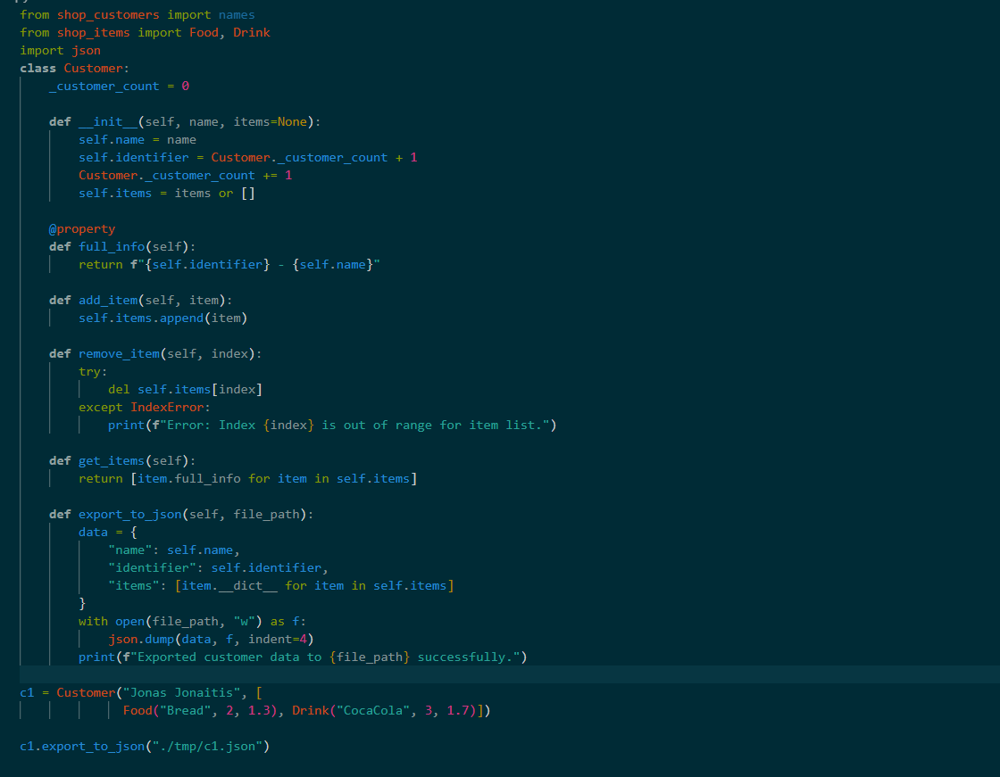 from shop_customers import names
from shop_items import Food, Drink
import json
class Customer:
    _customer_count = 0

    def __init__(self, name, items=None):
        self.name = name
        self.identifier = Customer._customer_count + 1
        Customer._customer_count += 1
        self.items = items or []

    @property
    def full_info(self):
        return f"{self.identifier} - {self.name}"

    def add_item(self, item):
        self.items.append(item)

    def remove_item(self, index):
        try:
            del self.items[index]
        except IndexError:
            print(f"Error: Index {index} is out of range for item list.")

    def get_items(self):
        return [item.full_info for item in self.items]

    def export_to_json(self, file_path):
        data = {
            "name": self.name,
            "identifier": self.identifier,
            "items": [item.__dict__ for item in self.items]
        }
        with open(file_path, "w") as f:
            json.dump(data, f, indent=4)
        print(f"Exported customer data to {file_path} successfully.")

c1 = Customer("Jonas Jonaitis", [
              Food("Bread", 2, 1.3), Drink("CocaCola", 3, 1.7)])

c1.export_to_json("./tmp/c1.json")